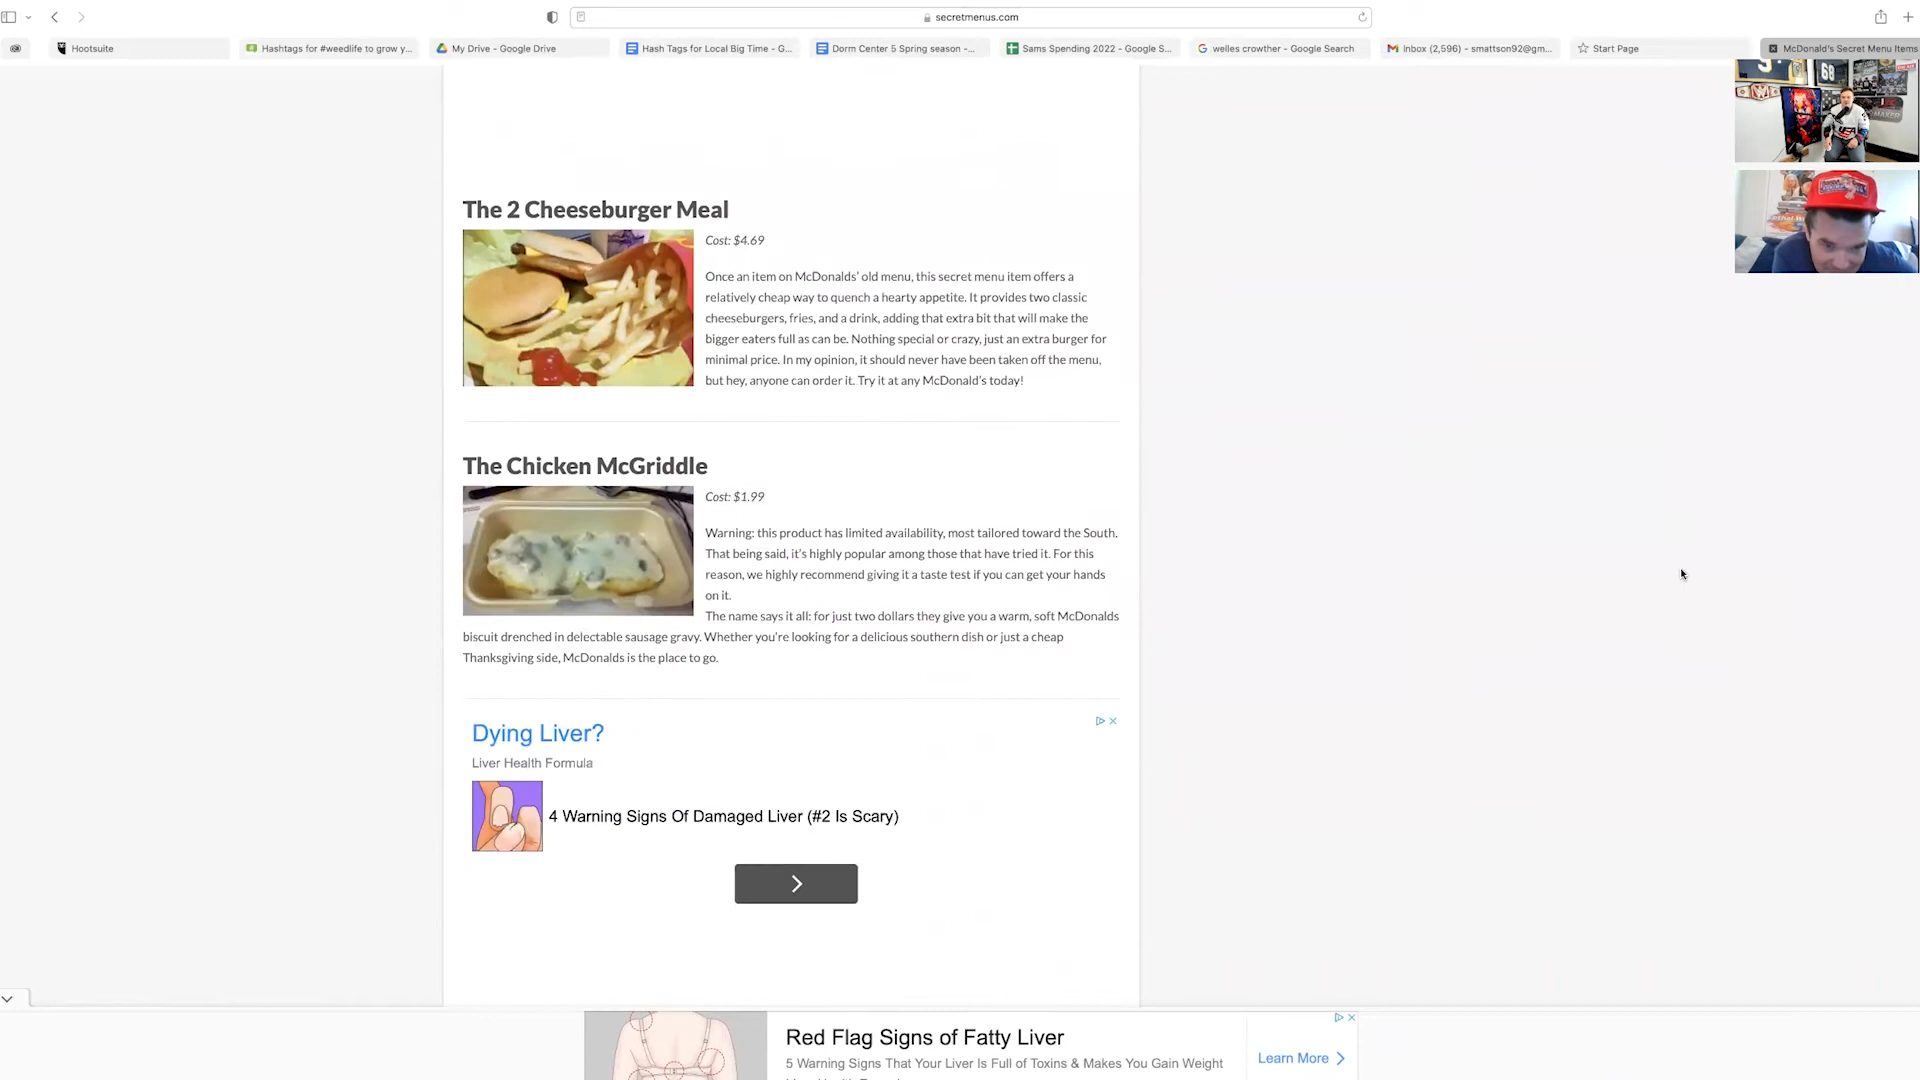 secretmenus.com
Hootsuite
Hashtags for #weedlife to grow y...
My Drive - Google Drive
Hash Tags for Local Big Time - G...
Dorm Center 5 Spring season -...
Sams Spending 2022 - Google S...
welles crowther - Google Search
Inbox (2,596) - smattson92@gm...
Start Page
McDonald's Secret Menu Items
The 2 Cheeseburger Meal
Cost: $4.69
Once an item on McDonalds’ old menu, this secret menu item offers a
relatively cheap way to quench a hearty appetite. It provides two classic
cheeseburgers, fries, and a drink, adding that extra bit that will make the
bigger eaters full as can be. Nothing special or crazy, just an extra burger for
minimal price. In my opinion, it should never have been taken off the menu,
but hey, anyone can order it. Try it at any McDonald’s today!
The Chicken McGriddle
Cost: $1.99
Warning: this product has limited availability, most tailored toward the South.
That being said, it’s highly popular among those that have tried it. For this
reason, we highly recommend giving it a taste test if you can get your hands
on it.
The name says it all: for just two dollars they give you a warm, soft McDonalds
biscuit drenched in delectable sausage gravy. Whether you’re looking for a delicious southern dish or just a cheap
Thanksgiving side, McDonalds is the place to go.
Dying Liver?
Liver Health Formula
4 Warning Signs Of Damaged Liver (#2 Is Scary)
Red Flag Signs of Fatty Liver
5 Warning Signs That Your Liver Is Full of Toxins & Makes You Gain Weight
Learn More
68
USA